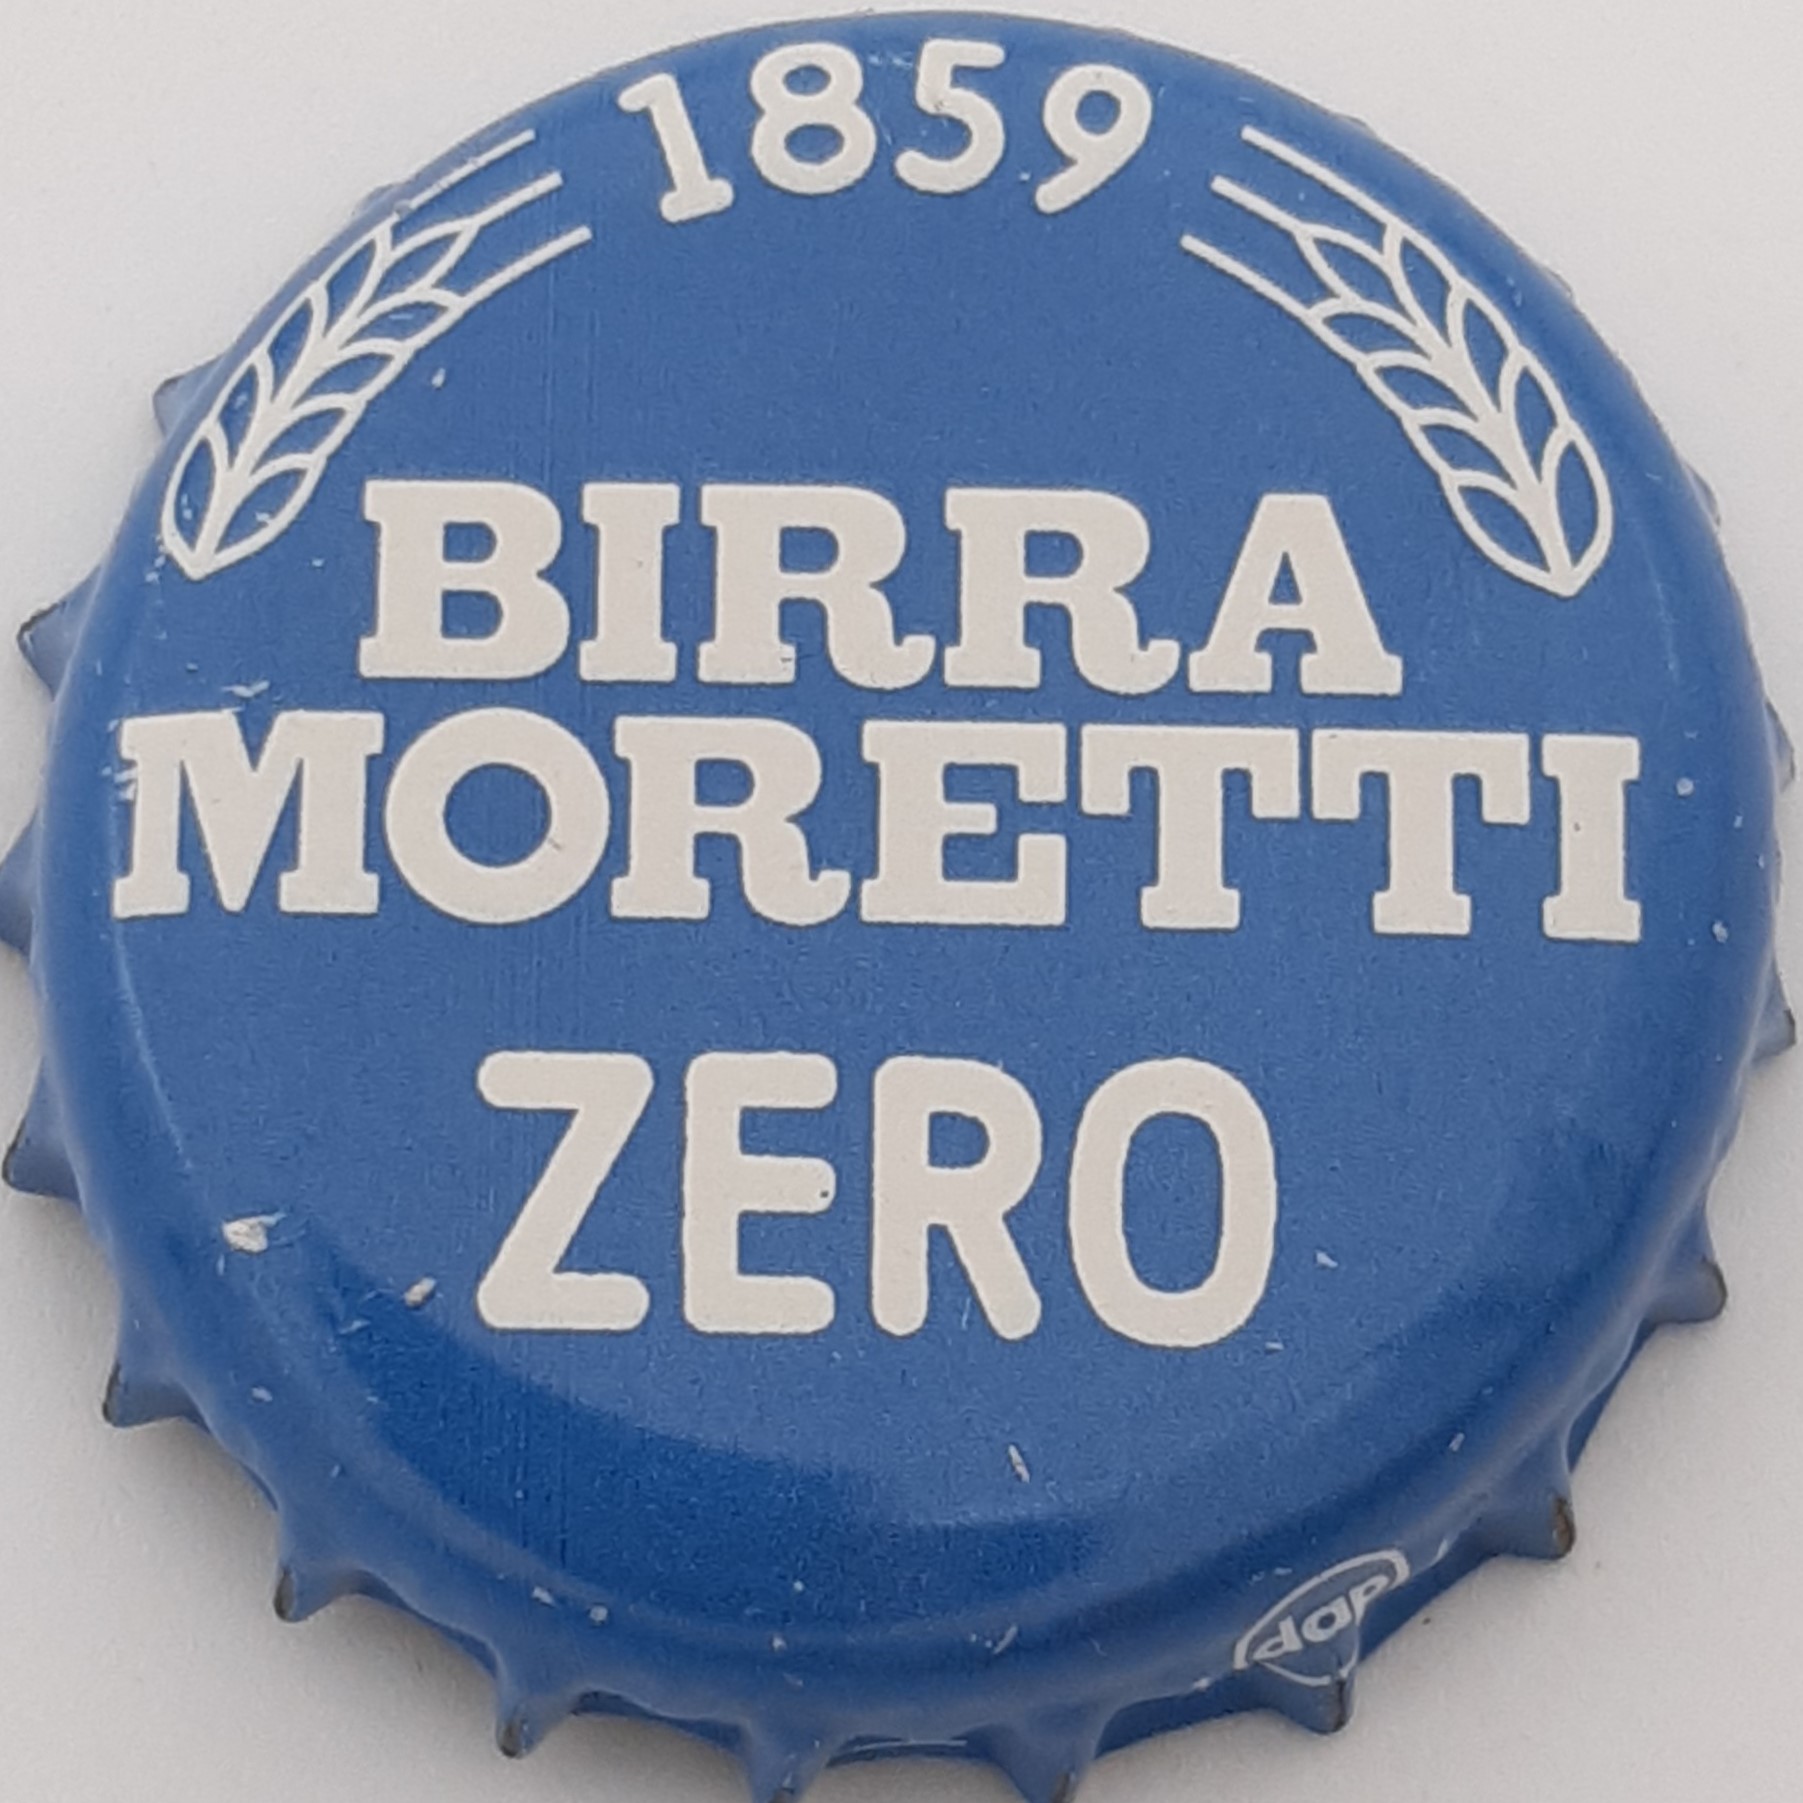 1859
BIRRA
MORETTI
ZERO
dap